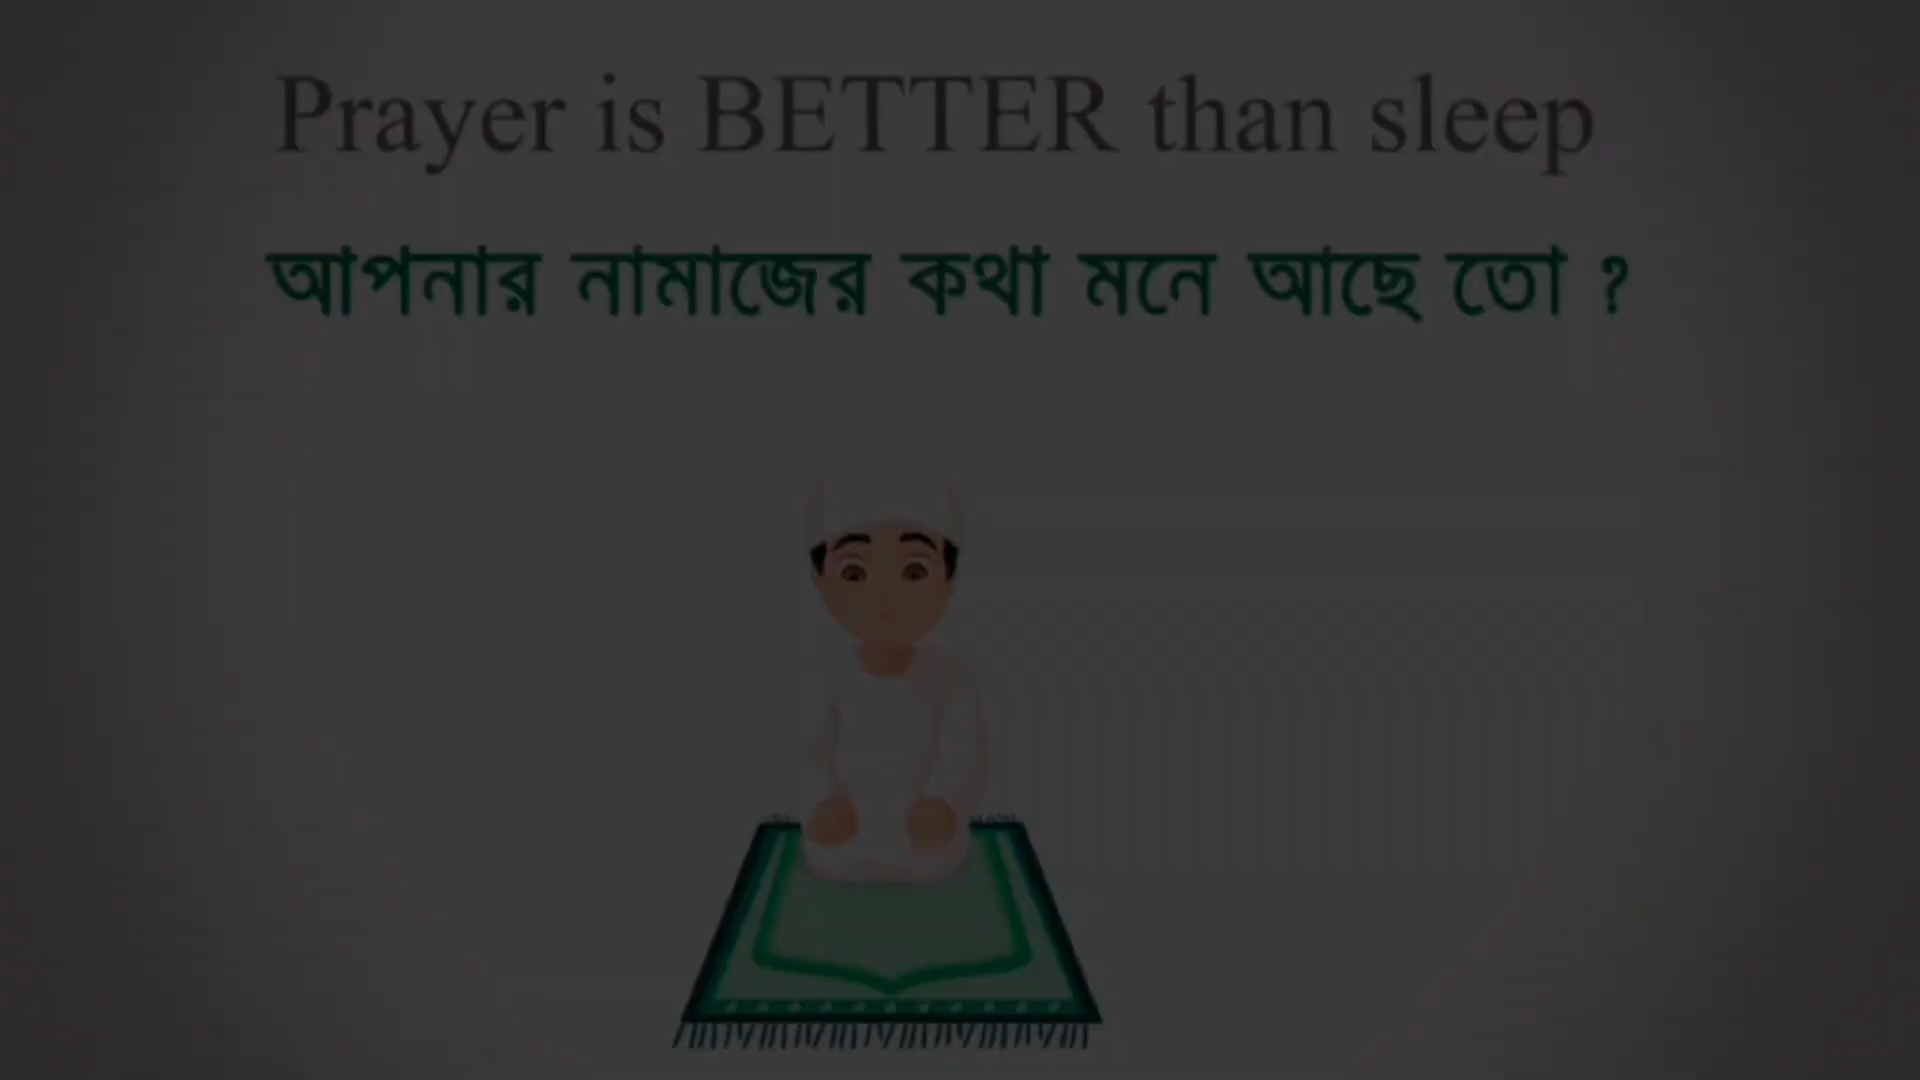 Prayer is BETTER than sleep
আপনার নামাজের কথা মনে আছে তো ?